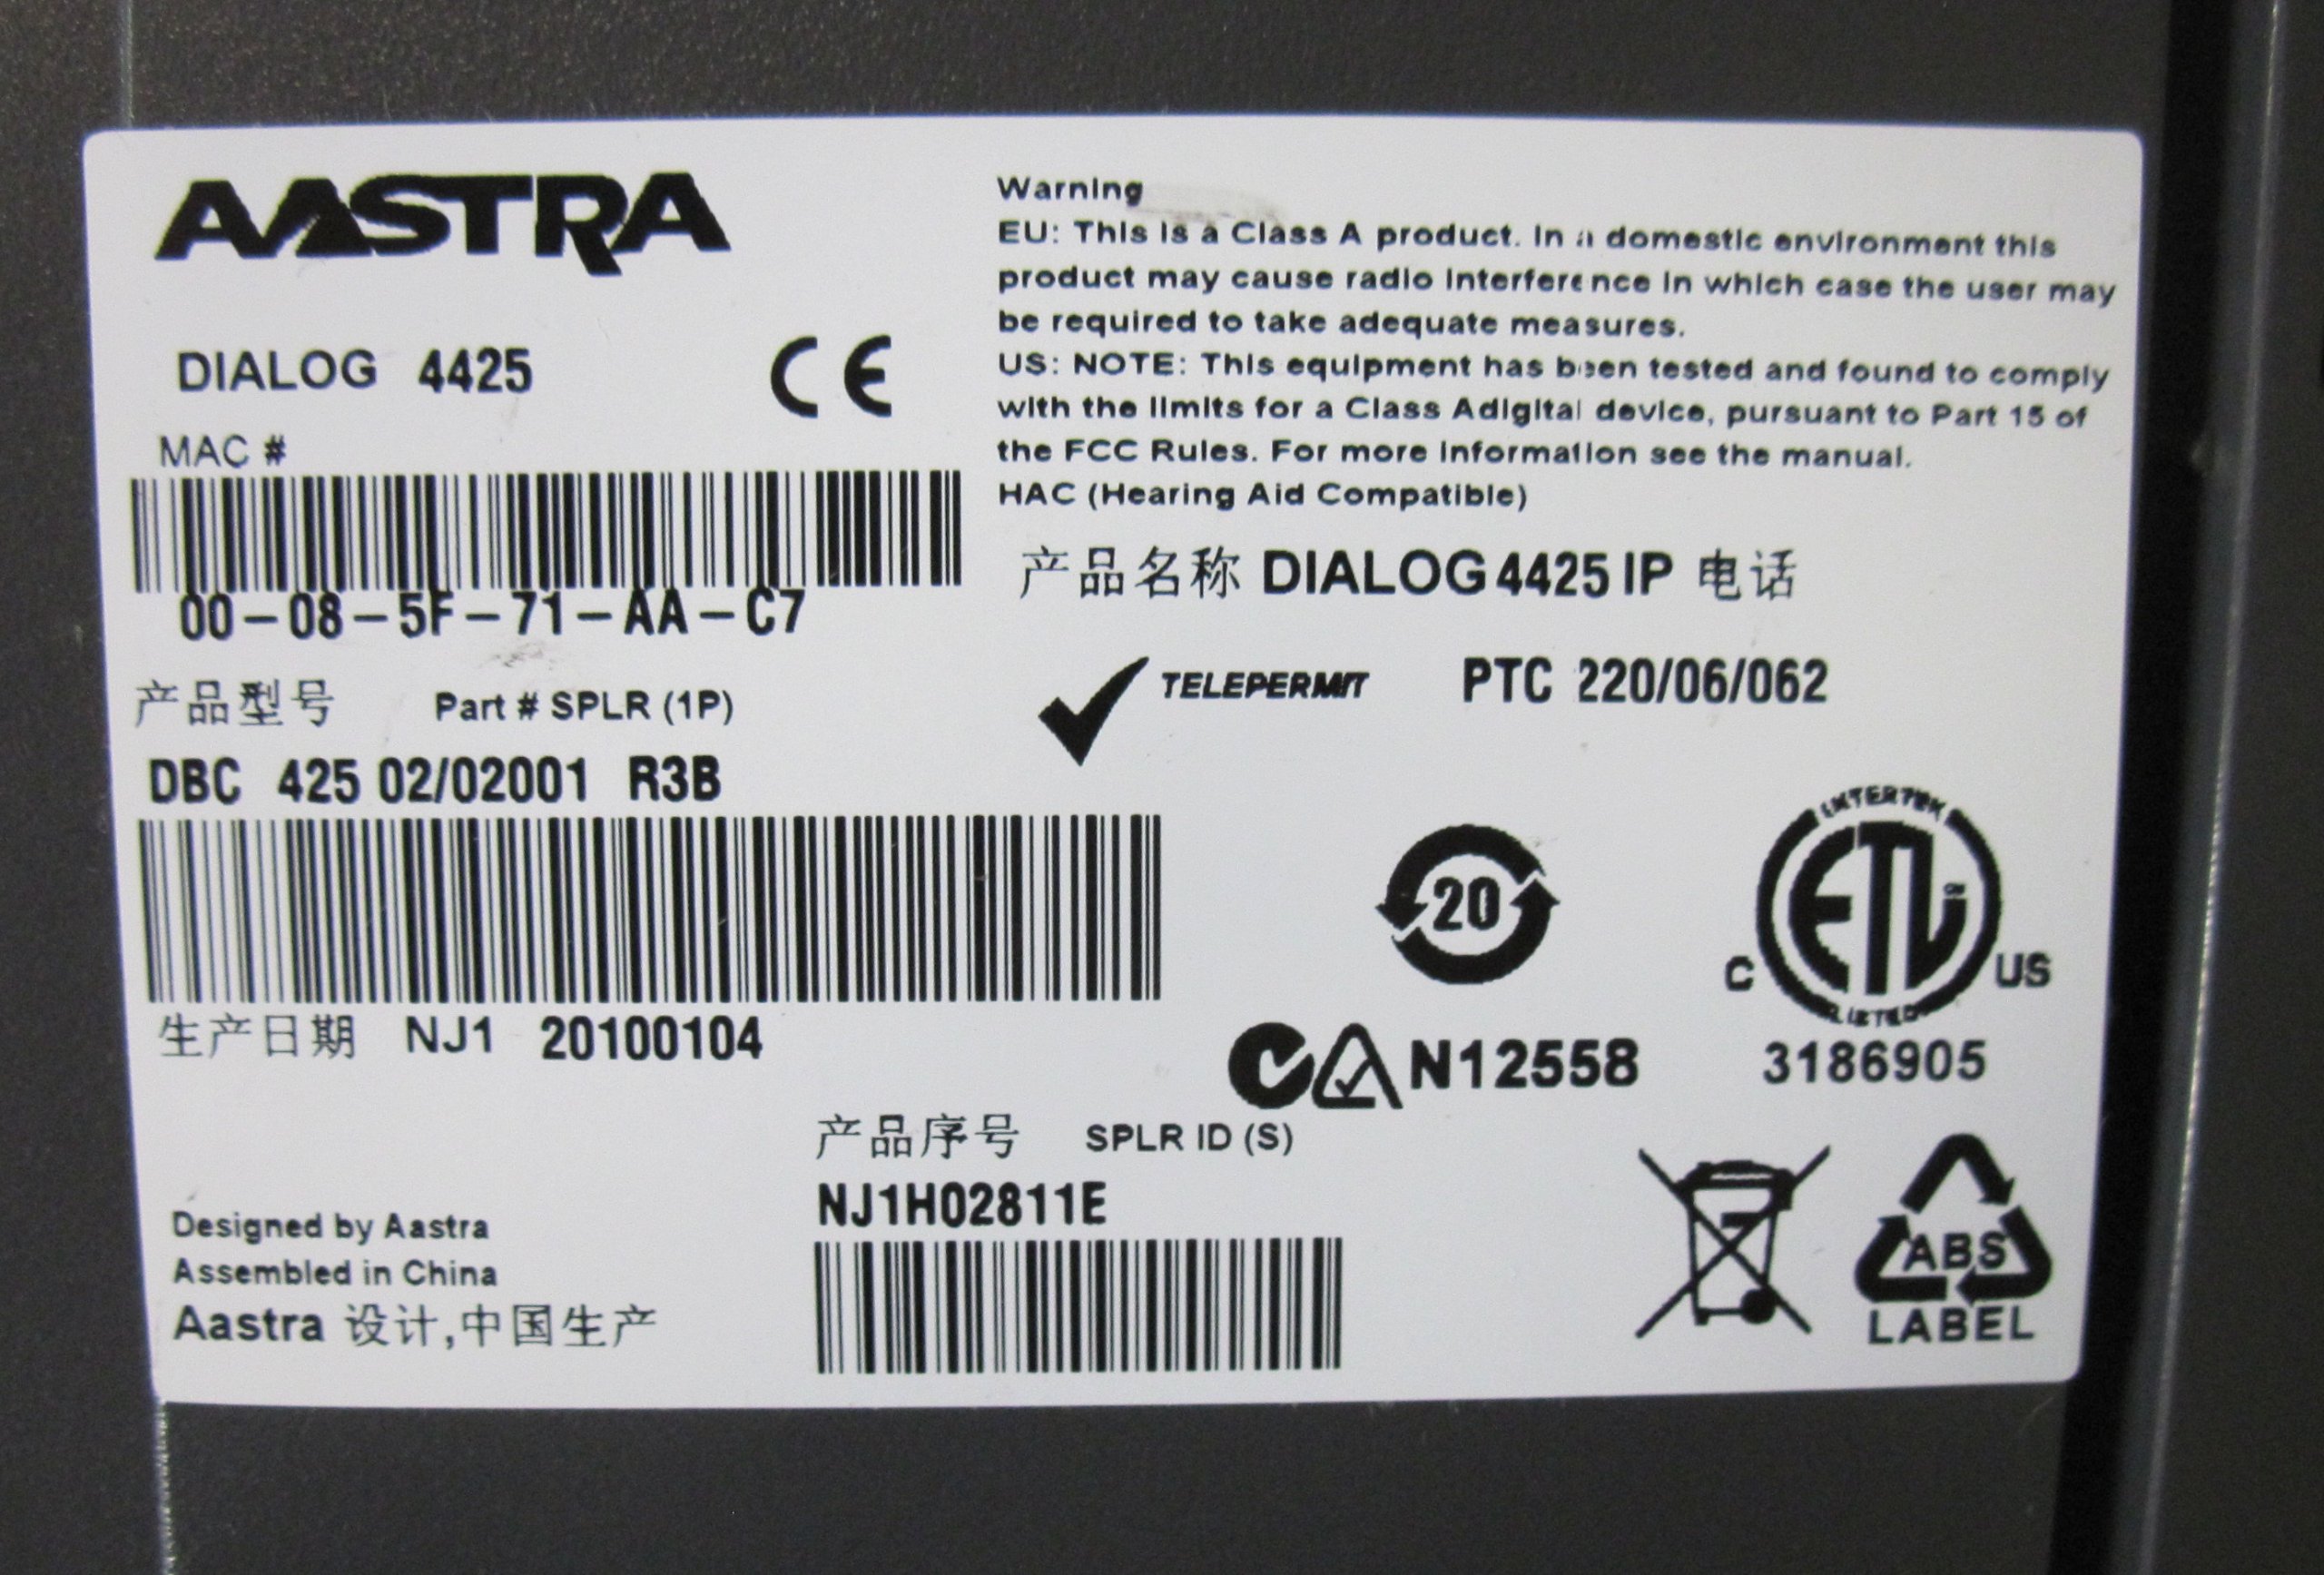 AASTRA
DIALOG 4425
CE
MAC #
00-08-5F-71-AA-C7
产品型号 Part # SPLR (1P)
DBC 425 02/02001 R3B
生产日期 NJ1 20100104
Designed by Aastra
Assembled in China
Aastra 设计,中国生产
Warning
EU: This is a Class A product. In a domestic environment this
product may cause radio interference in which case the user may
be required to take adequate measures.
US: NOTE: This equipment has been tested and found to comply
with the limits for a Class Adigital device, pursuant to Part 15 of
the FCC Rules. For more information see the manual.
HAC (Hearing Aid Compatible)
产品名称 DIALOG4425 IP 电话
TELEPERMIT PTC 220/06/062
20
INTERTEK
ETL
CM
C US
LISTED
N12558
3186905
产品序号 SPLR ID (S)
NJ1H02811E
ABS
LABEL